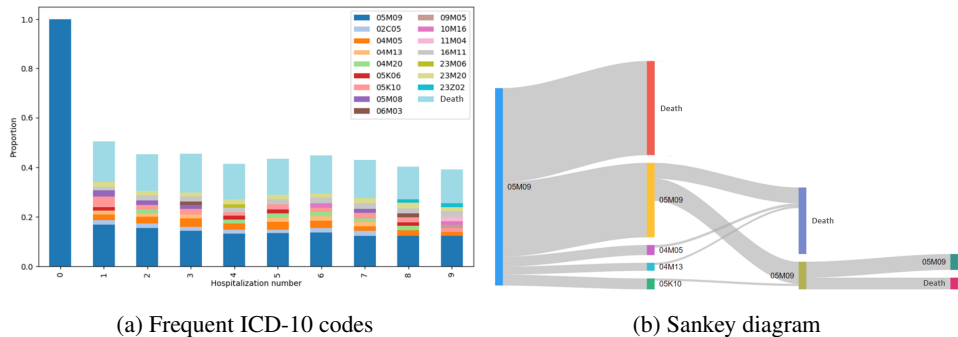 1.0
0.8
0.6
0.4
0.2
0.0
Proportion
0
1
2
3
4
5
6
7
8
9
Hospitalization number
05M09
02C05
04M05
04M13
04M20
05K06
05K10
05M08
06M03
09M05
10M16
11M04
16M11
23M06
23M20
23Z02
Death
(a) Frequent ICD-10 codes
05M09
Death
05M09
04M05
04M13
05K10
Death
05M09
05M09
Death
(b) Sankey diagram